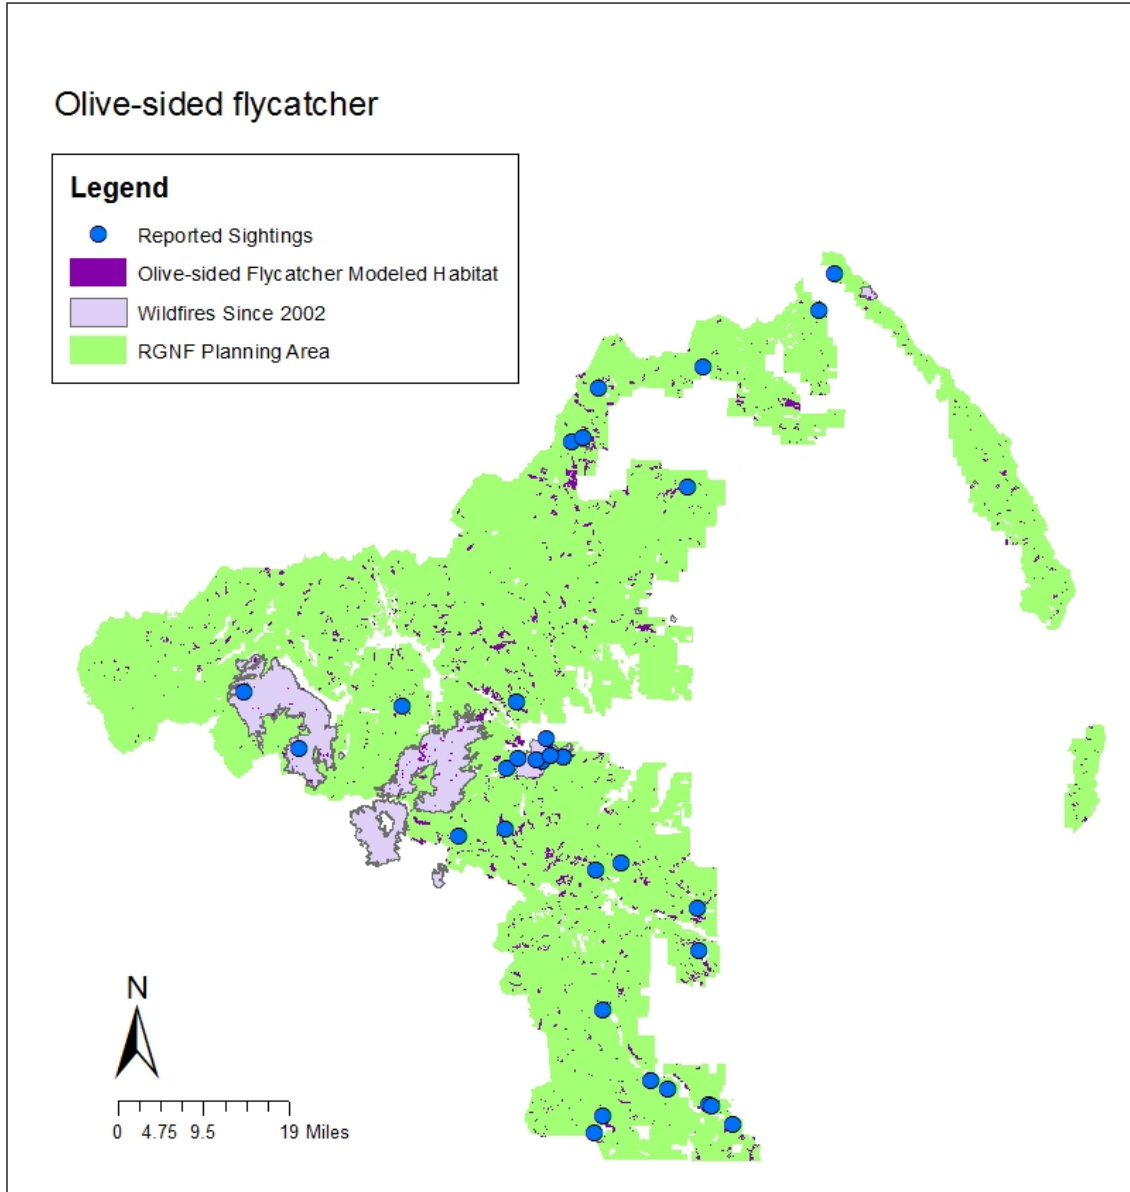 Olive-sided flycatcher
Legend
Reported Sightings
Olive-sided Flycatcher Modeled Habitat
Wildfires Since 2002
RGNF Planning Area
N
0 4.75 9.5 19 Miles